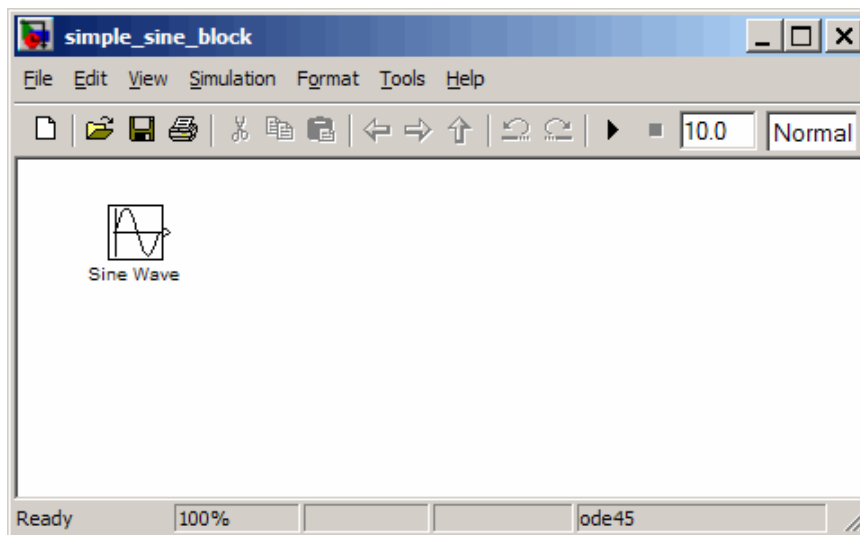 simple_sine_block
File Edit View Simulation Format Tools Help
10.0 Normal
Sine Wave
Ready 100% ode45